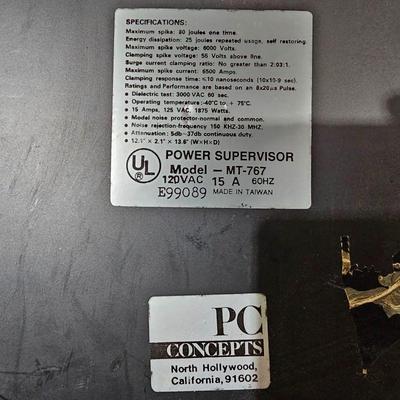 SPECIFICATIONS:
Maximum spike: 80 joules one time.
Energy dissipation: 25 joules repeated usage, self restoring.
Maximum spike voltage: 6000 Volts.
Clamping spike voltage: 56 Volts above line.
Surge current clamping ratio: No greater than 2:03:1.
Maximum spike current: 6500 Amps.
Clamping response time: ≤10 nanoseconds (10x10-9 sec).
Ratings and Performance are based on an 8x20µs Pulse.
• Dielectric test: 3000 VAC 60 sec.
• Operating temperature: -40°C to + 75°C.
• 15 Amps, 125 VAC, 1875 Watts.
• Model noise protector-normal and common.
• Noise rejection-frequency: 150 KHZ-30 MHZ.
• Attenuation: 5db-37db continuous duty.
• 12.1" × 2.1" × 13.6" (W×H×D)
UL POWER SUPERVISOR
Model — MT-767
120VAC 15 A 60HZ
E99089 MADE IN TAIWAN
PC
CONCEPTS
North Hollywood,
California, 91602